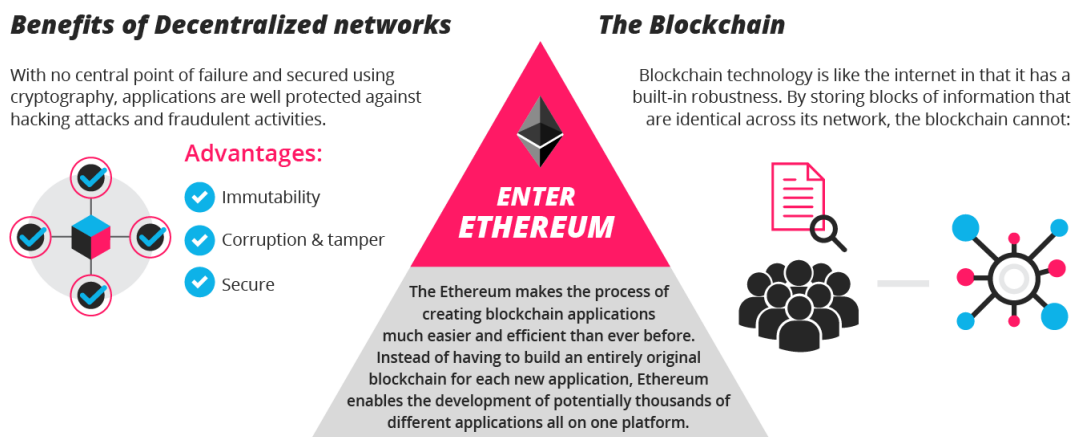 Benefits of Decentralized networks
With no central point of failure and secured using
cryptography, applications are well protected against
hacking attacks and fraudulent activities.
Advantages:
Immutability
Corruption & tamper
Secure
ENTER
ETHEREUM
The Ethereum makes the process of
creating blockchain applications
much easier and efficient than ever before.
Instead of having to build an entirely original
blockchain for each new application, Ethereum
enables the development of potentially thousands of
different applications all on one platform.
The Blockchain
Blockchain technology is like the internet in that it has a
built-in robustness. By storing blocks of information that
are identical across its network, the blockchain cannot: